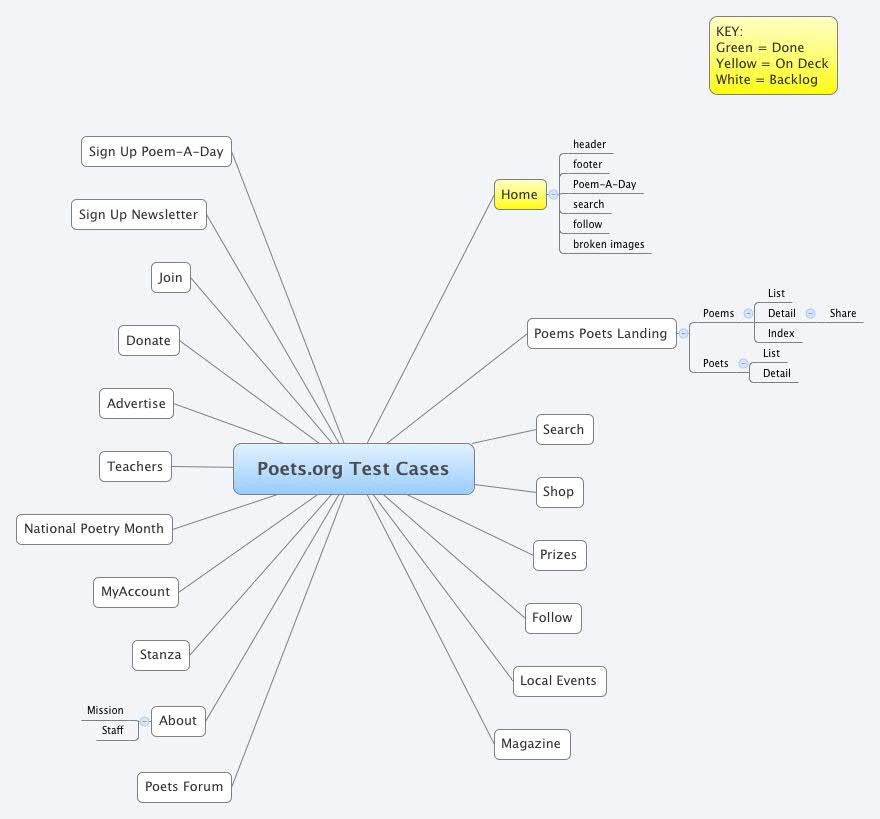 KEY:
Green = Done
Yellow = On Deck
White = Backlog
Poets.org Test Cases
Home
header
footer
Poem-A-Day
search
follow
broken images
Poems Poets Landing
Poems
List
Detail
Share
Index
Poets
List
Detail
Search
Shop
Prizes
Follow
Local Events
Magazine
Sign Up Poem-A-Day
Sign Up Newsletter
Join
Donate
Advertise
Teachers
National Poetry Month
MyAccount
Stanza
About
Mission
Staff
Poets Forum